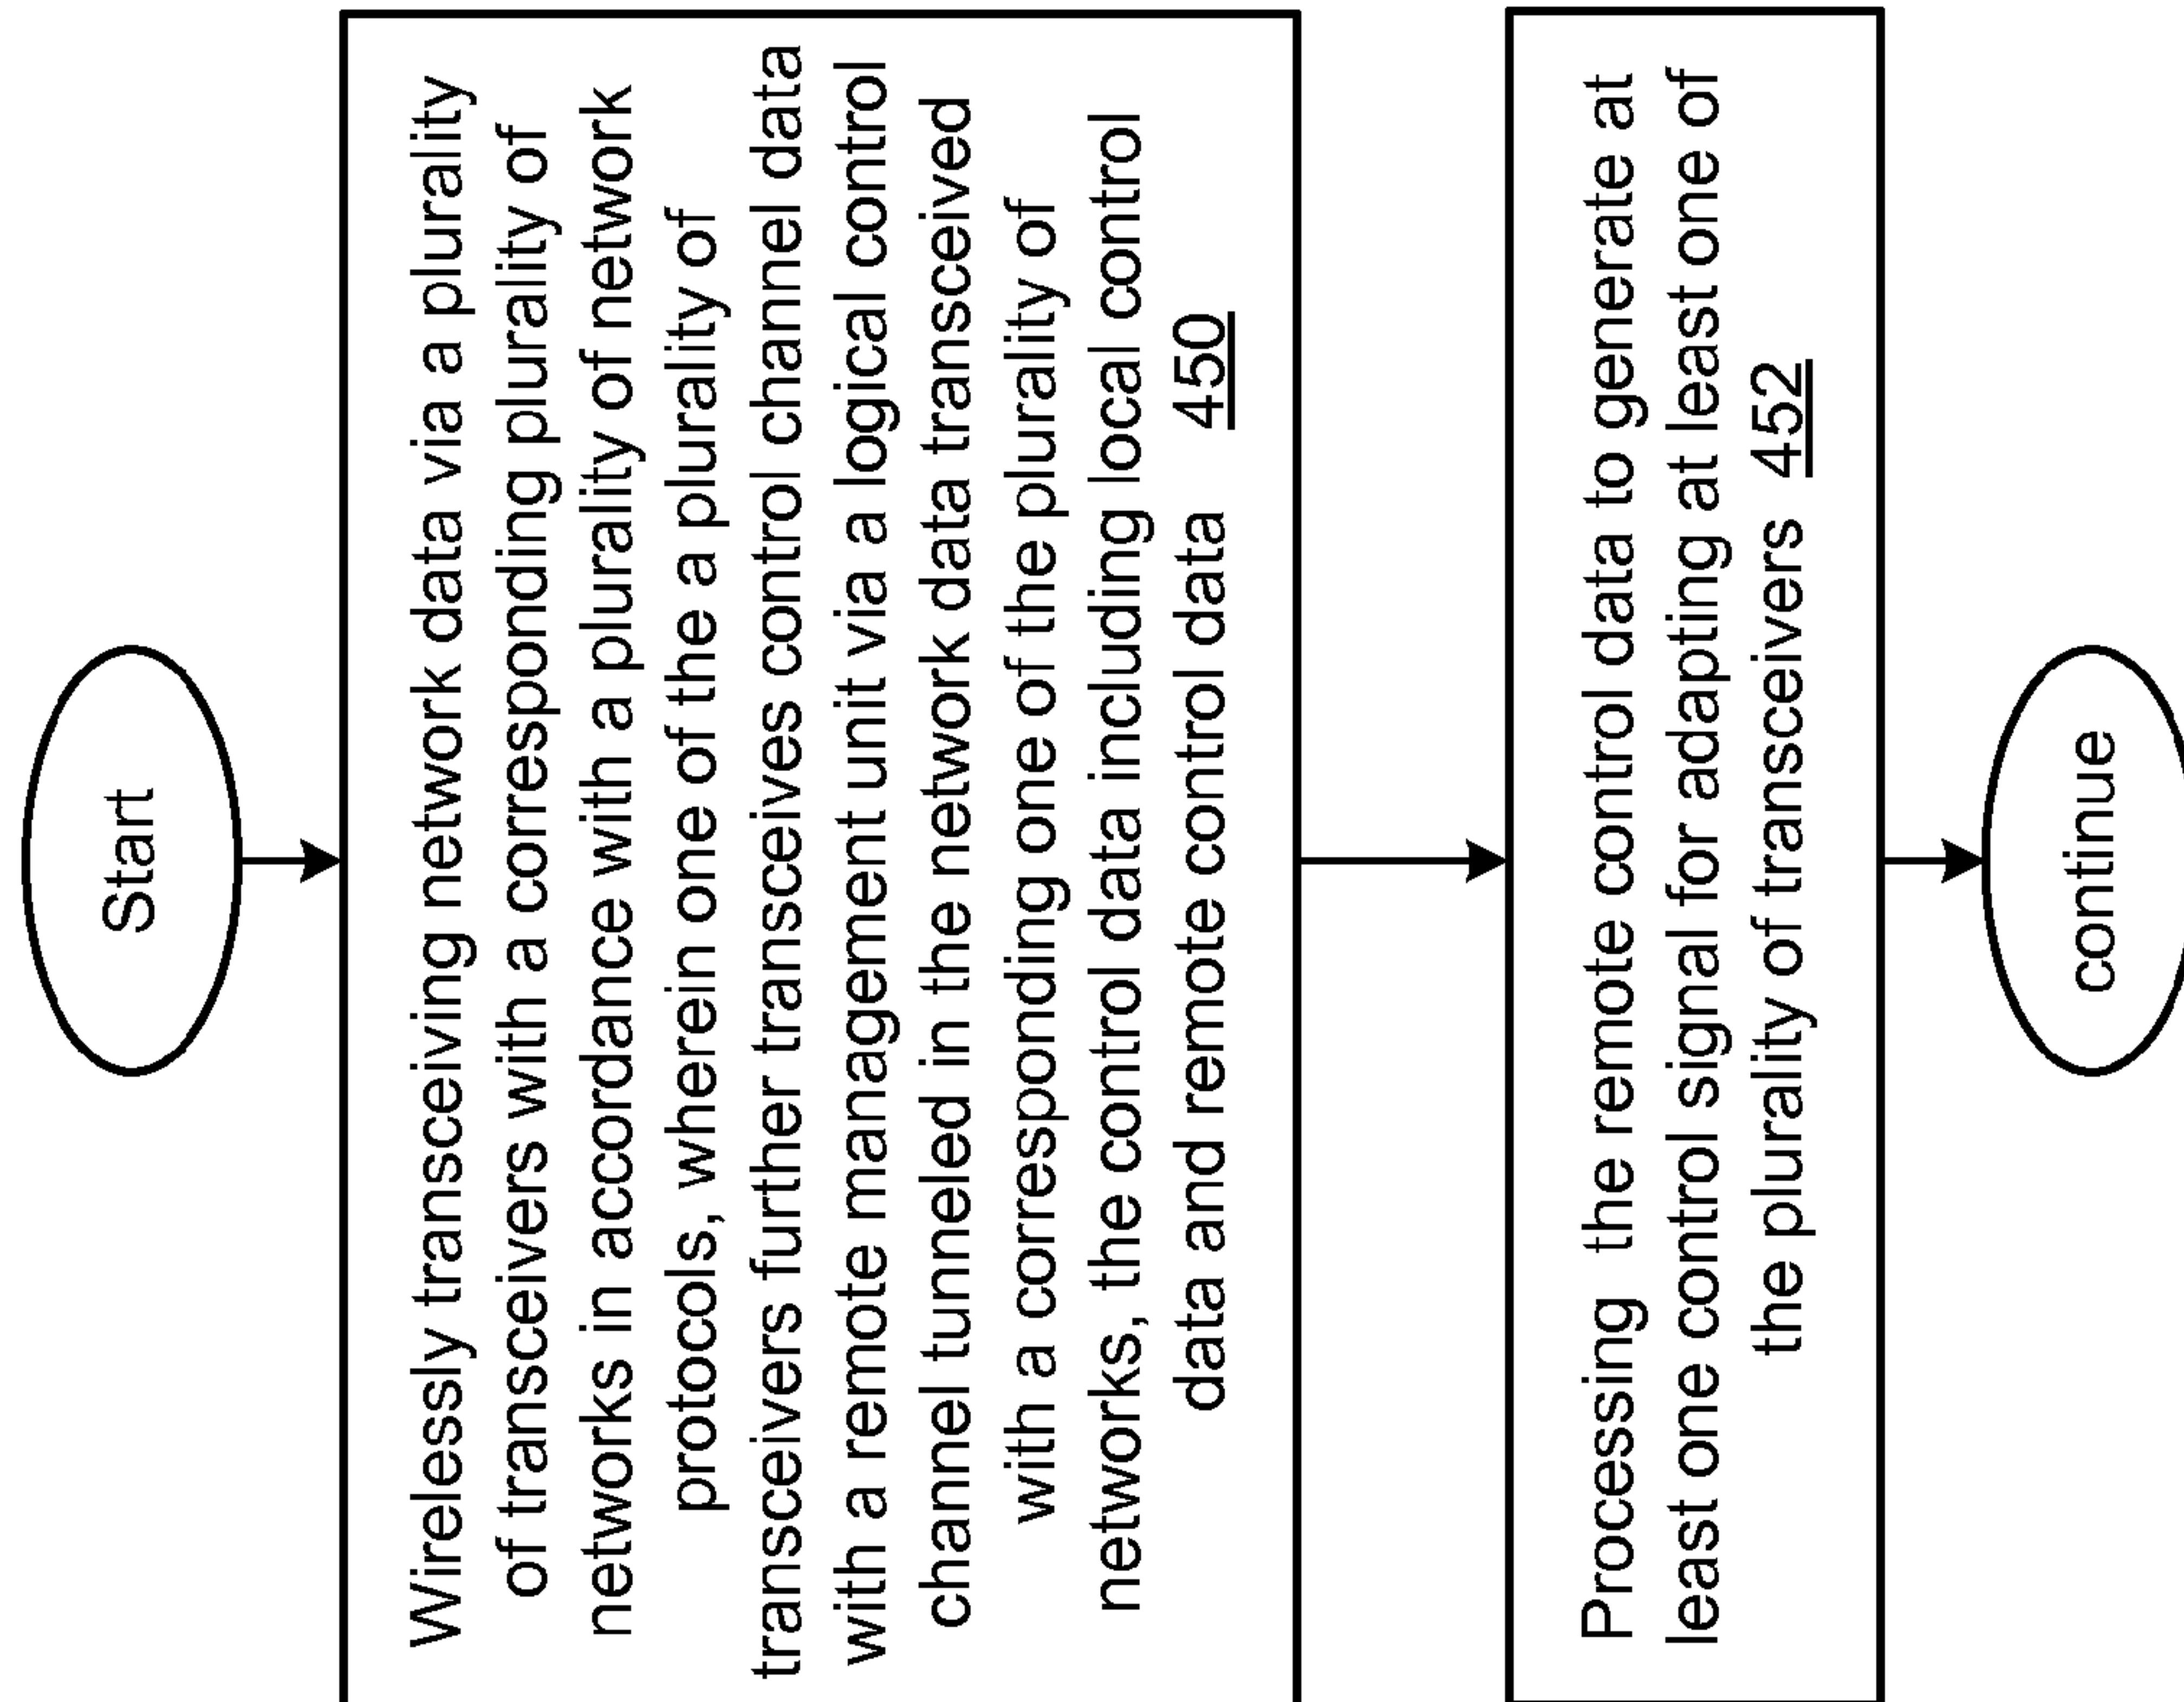 Start
Wirelessly transceiving network data via a plurality
of transceivers with a corresponding plurality of
networks in accordance with a plurality of network
protocols, wherein one of the a plurality of
transceivers further transceives control channel data
with a remote management unit via a logical control
channel tunneled in the network data transceived
with a corresponding one of the plurality of
networks, the control data including local control
data and remote control data 450
Processing the remote control data to generate at
least one control signal for adapting at least one of
the plurality of transceivers 452
continue